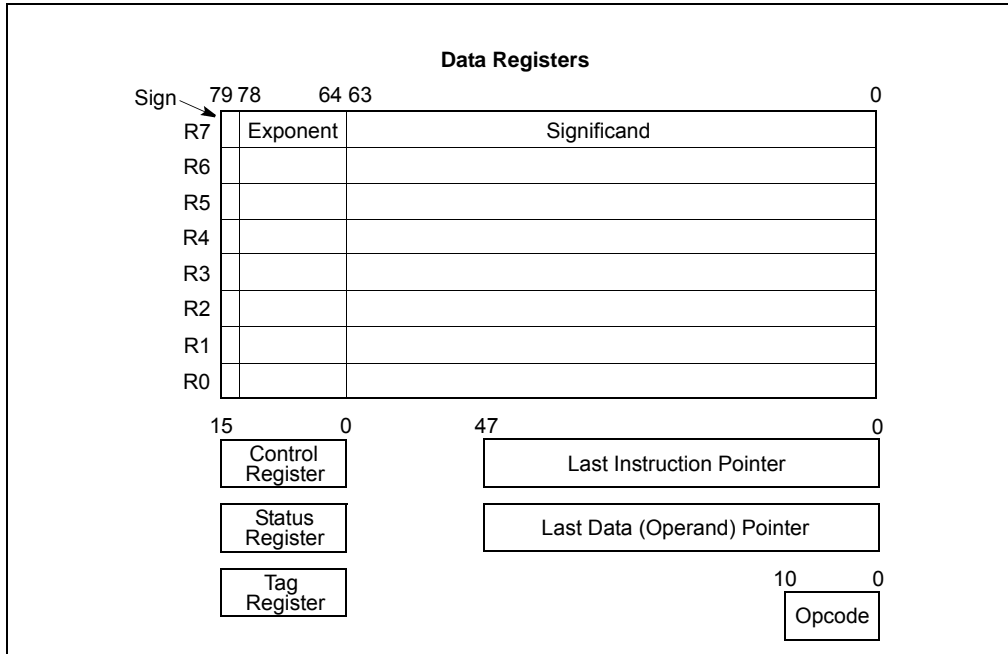 Data Registers
Sign 79 78 64 63 0
R7 Exponent Significand
R6
R5
R4
R3
R2
R1
R0
15 0 47 0
Control
Register
Last Instruction Pointer
Status
Register
Last Data (Operand) Pointer
Tag
Register
10 0
Opcode